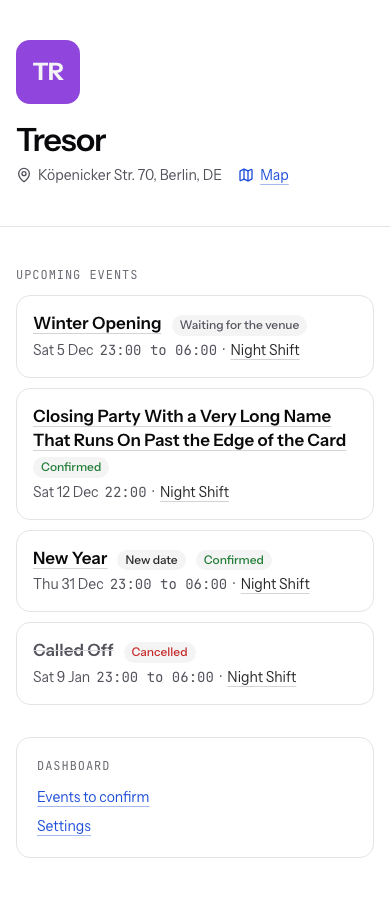 TR
Tresor
Köpenicker Str. 70, Berlin, DE Map
UPCOMING EVENTS
Winter Opening Waiting for the venue
Sat 5 Dec 23:00 to 06:00 · Night Shift
Closing Party With a Very Long Name
That Runs On Past the Edge of the Card
Confirmed
Sat 12 Dec 22:00 · Night Shift
New Year New date Confirmed
Thu 31 Dec 23:00 to 06:00 · Night Shift
Called Off Cancelled
Sat 9 Jan 23:00 to 06:00 · Night Shift
DASHBOARD
Events to confirm
Settings